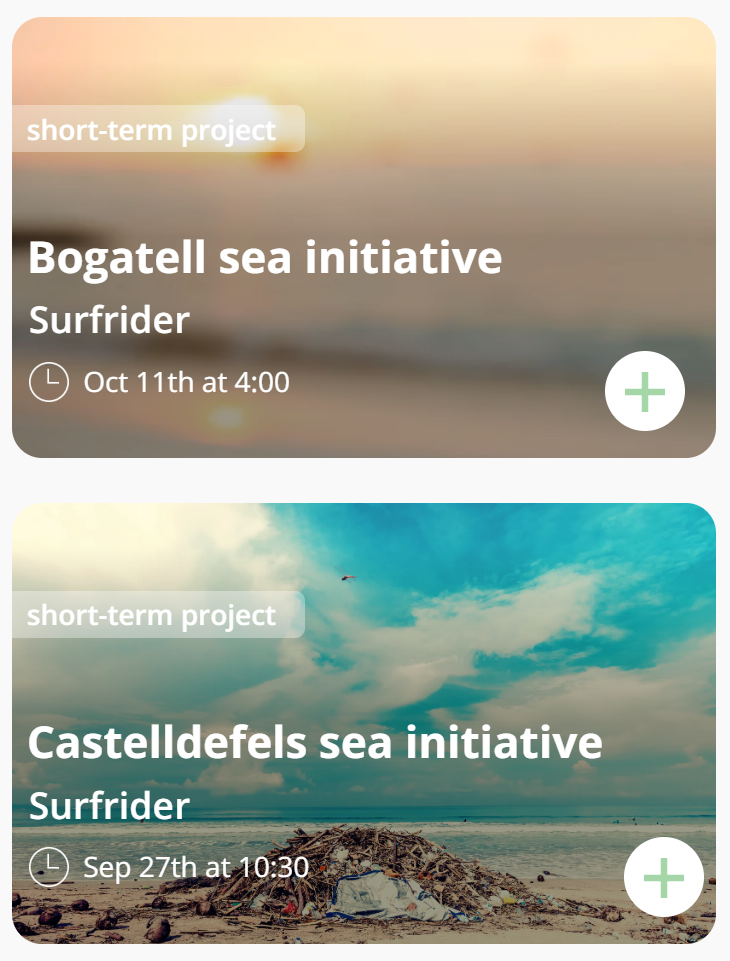 short-term project
Bogatell sea initiative
Surfrider
Oct 11th at 4:00
short-term project
Castelldefels sea initiative
Surfrider
Sep 27th at 10:30